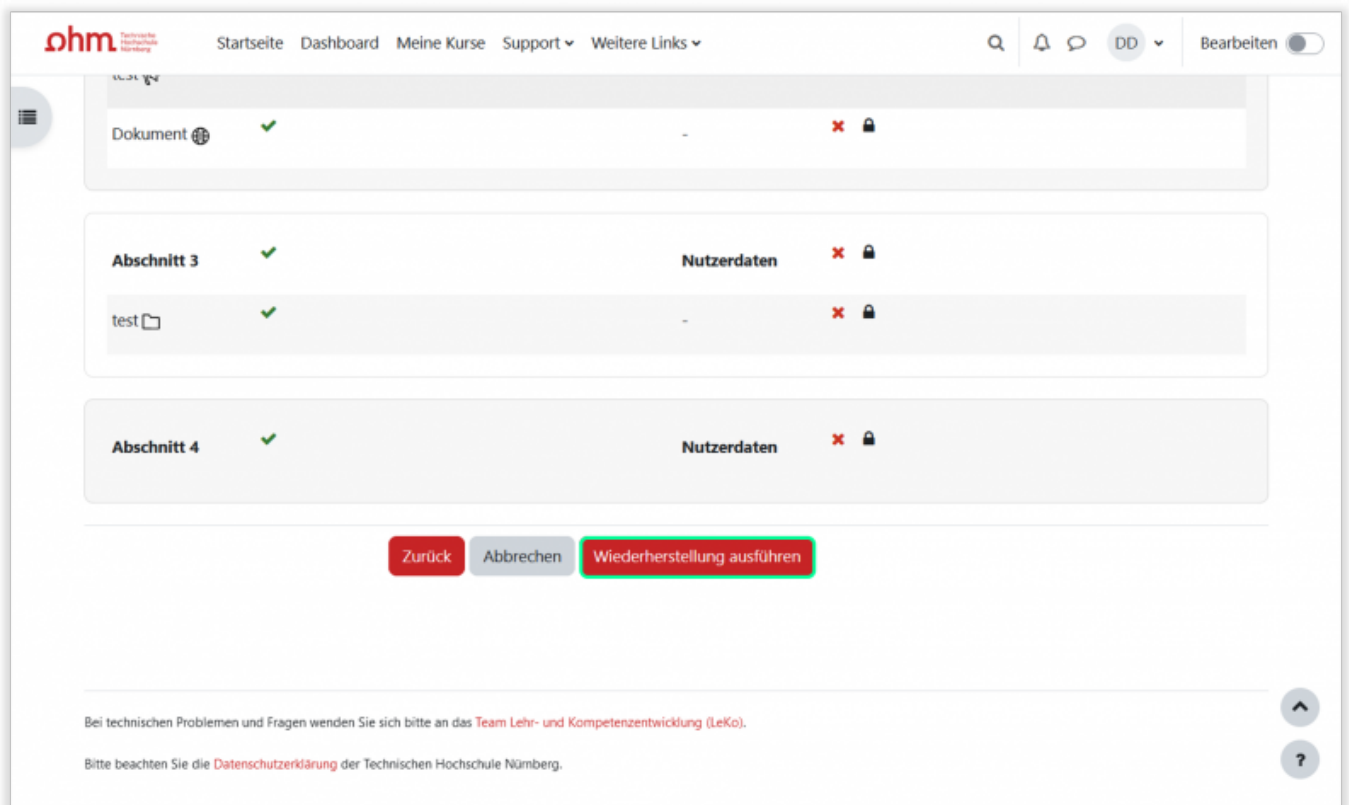 ohm Technische Hochschule Nürnberg
Startseite Dashboard Meine Kurse Support Weitere Links DD Bearbeiten
test
Dokument -
Abschnitt 3 Nutzerdaten
test -
Abschnitt 4 Nutzerdaten
Zurück Abbrechen Wiederherstellung ausführen
Bei technischen Problemen und Fragen wenden Sie sich bitte an das Team Lehr- und Kompetenzentwicklung (LeKo).
Bitte beachten Sie die Datenschutzerklärung der Technischen Hochschule Nürnberg.
?